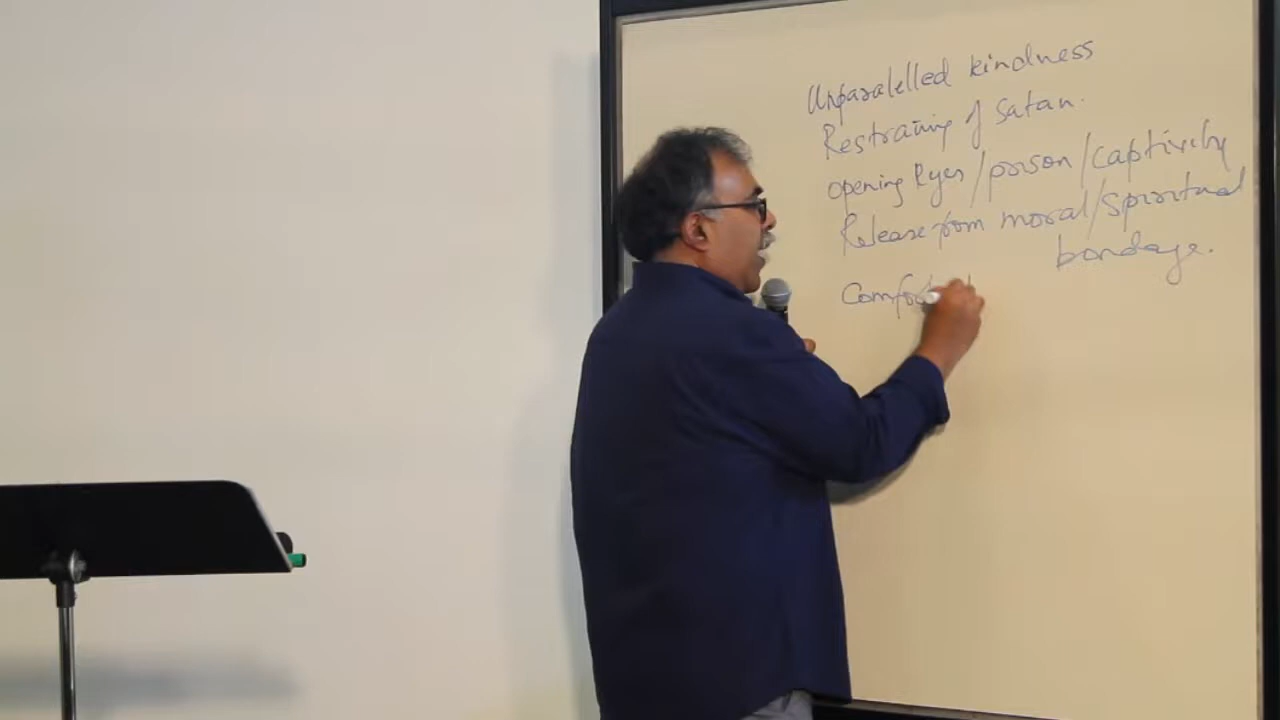 Unparalelled kindness
Restraining of Satan.
opening Eyes/prison/captivity
Release from moral/spiritual
bondage.